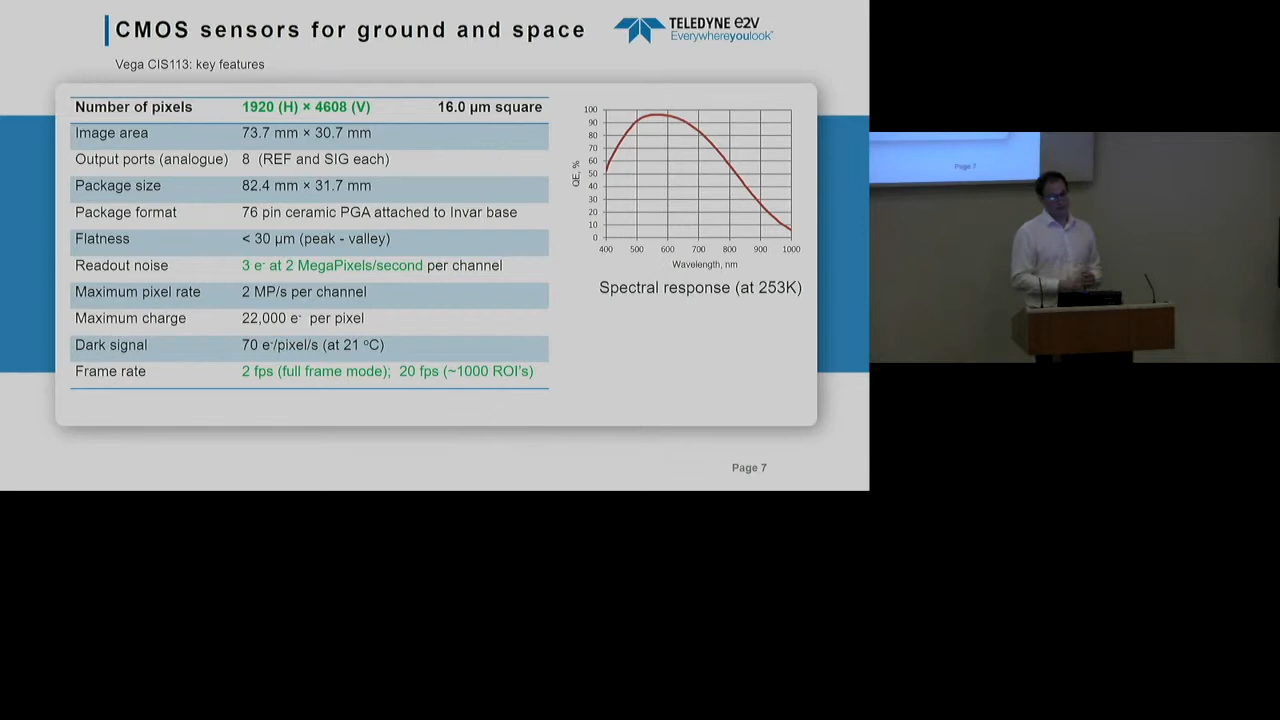 CMOS sensors for ground and space
TELEDYNE e2v
Everywhereyoulook™
Vega CIS113: key features
Number of pixels 1920 (H) × 4608 (V) 16.0 µm square
Image area 73.7 mm × 30.7 mm
Output ports (analogue) 8 (REF and SIG each)
Package size 82.4 mm × 31.7 mm
Package format 76 pin ceramic PGA attached to Invar base
Flatness < 30 µm (peak - valley)
Readout noise 3 e- at 2 MegaPixels/second per channel
Maximum pixel rate 2 MP/s per channel
Maximum charge 22,000 e- per pixel
Dark signal 70 e-/pixel/s (at 21 ºC)
Frame rate 2 fps (full frame mode); 20 fps (~1000 ROI's)
100
90
80
70
60
50
40
30
20
10
0
QE, %
400 500 600 700 800 900 1000
Wavelength, nm
Spectral response (at 253K)
Page 7
Page 7